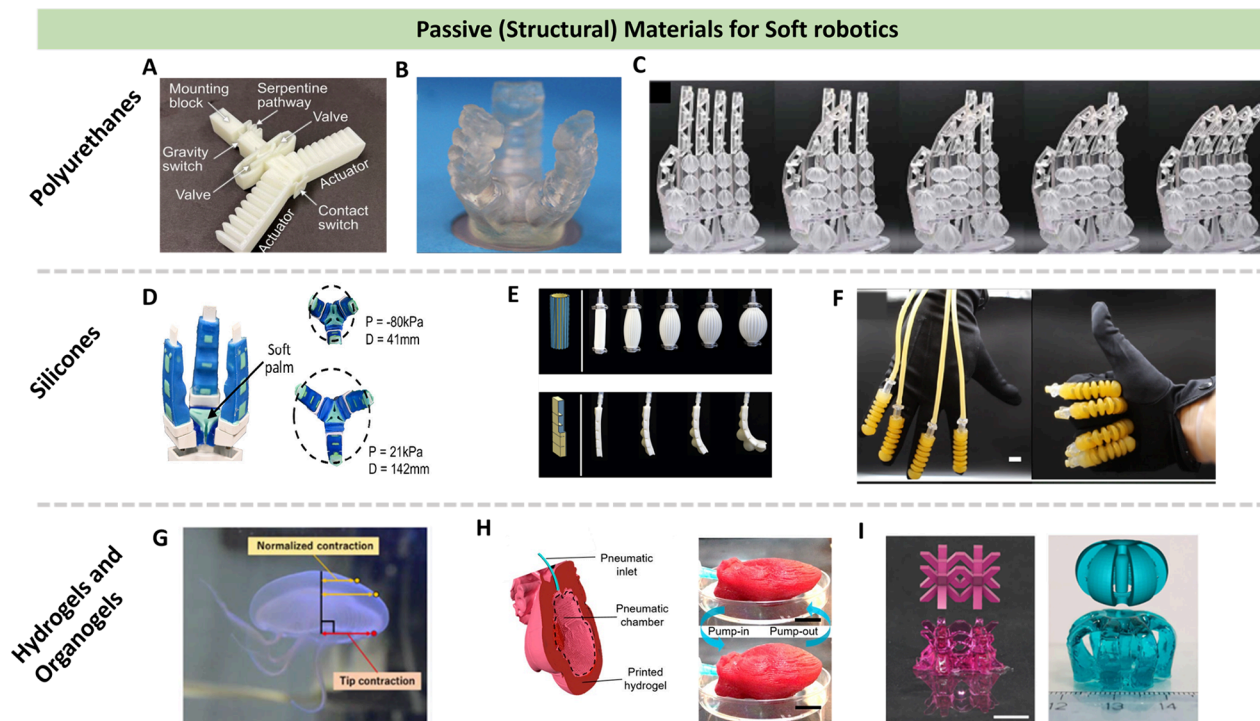 Passive (Structural) Materials for Soft robotics
Polyurethanes
A
Mounting
block
Serpentine
pathway
Valve
Gravity
switch
Valve
Actuator
Contact
switch
Actuator
B
C
Silicones
D
Soft
palm
P = -80kPa
D = 41mm
P = 21kPa
D = 142mm
E
F
Hydrogels and
Organogels
G
Normalized contraction
Tip contraction
H
Pneumatic
inlet
Pneumatic
chamber
Printed
hydrogel
Pump-in
Pump-out
I
12 13 14